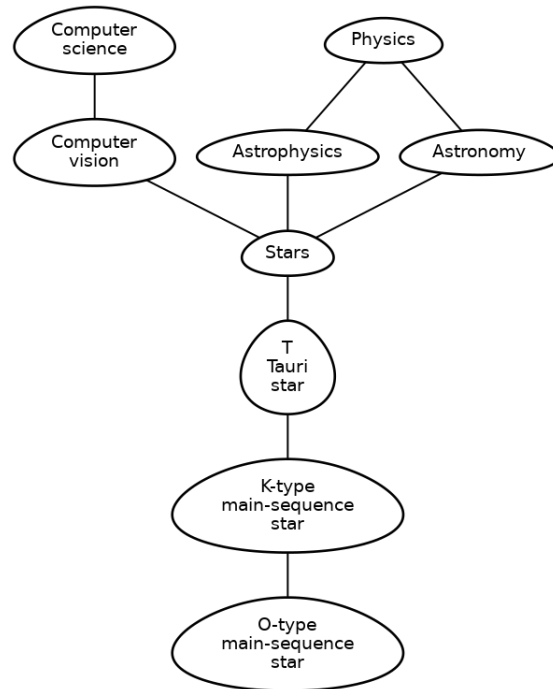 Computer
science
Physics
Computer
vision
Astrophysics
Astronomy
Stars
T
Tauri
star
K-type
main-sequence
star
O-type
main-sequence
star